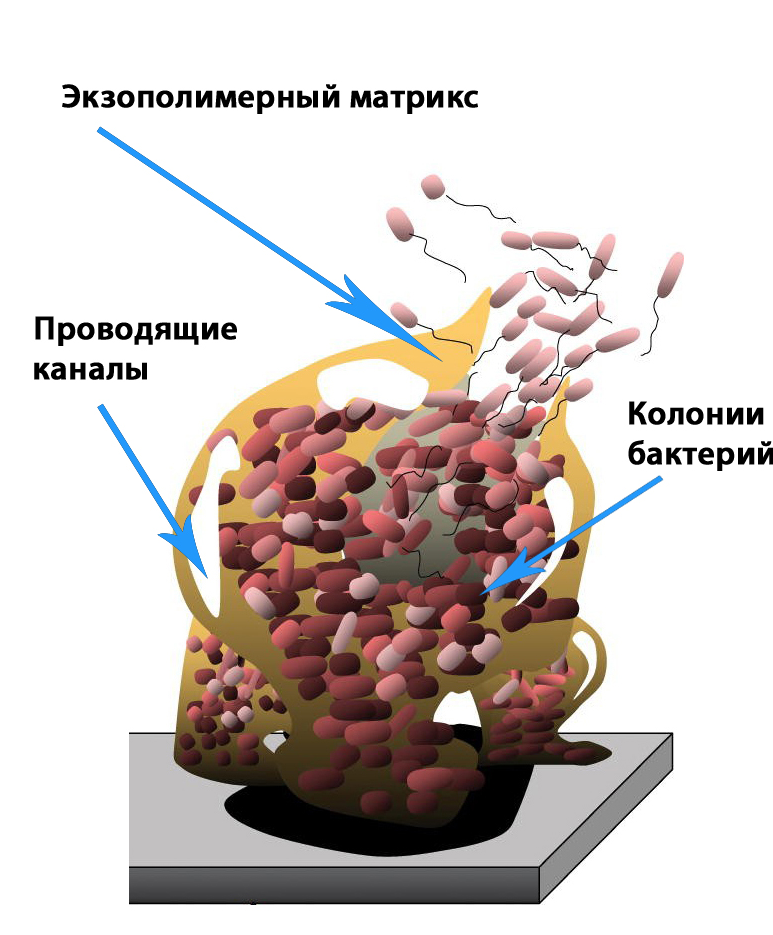 Экзополимерный матрикс
Проводящие
каналы
Колонии
бактерий